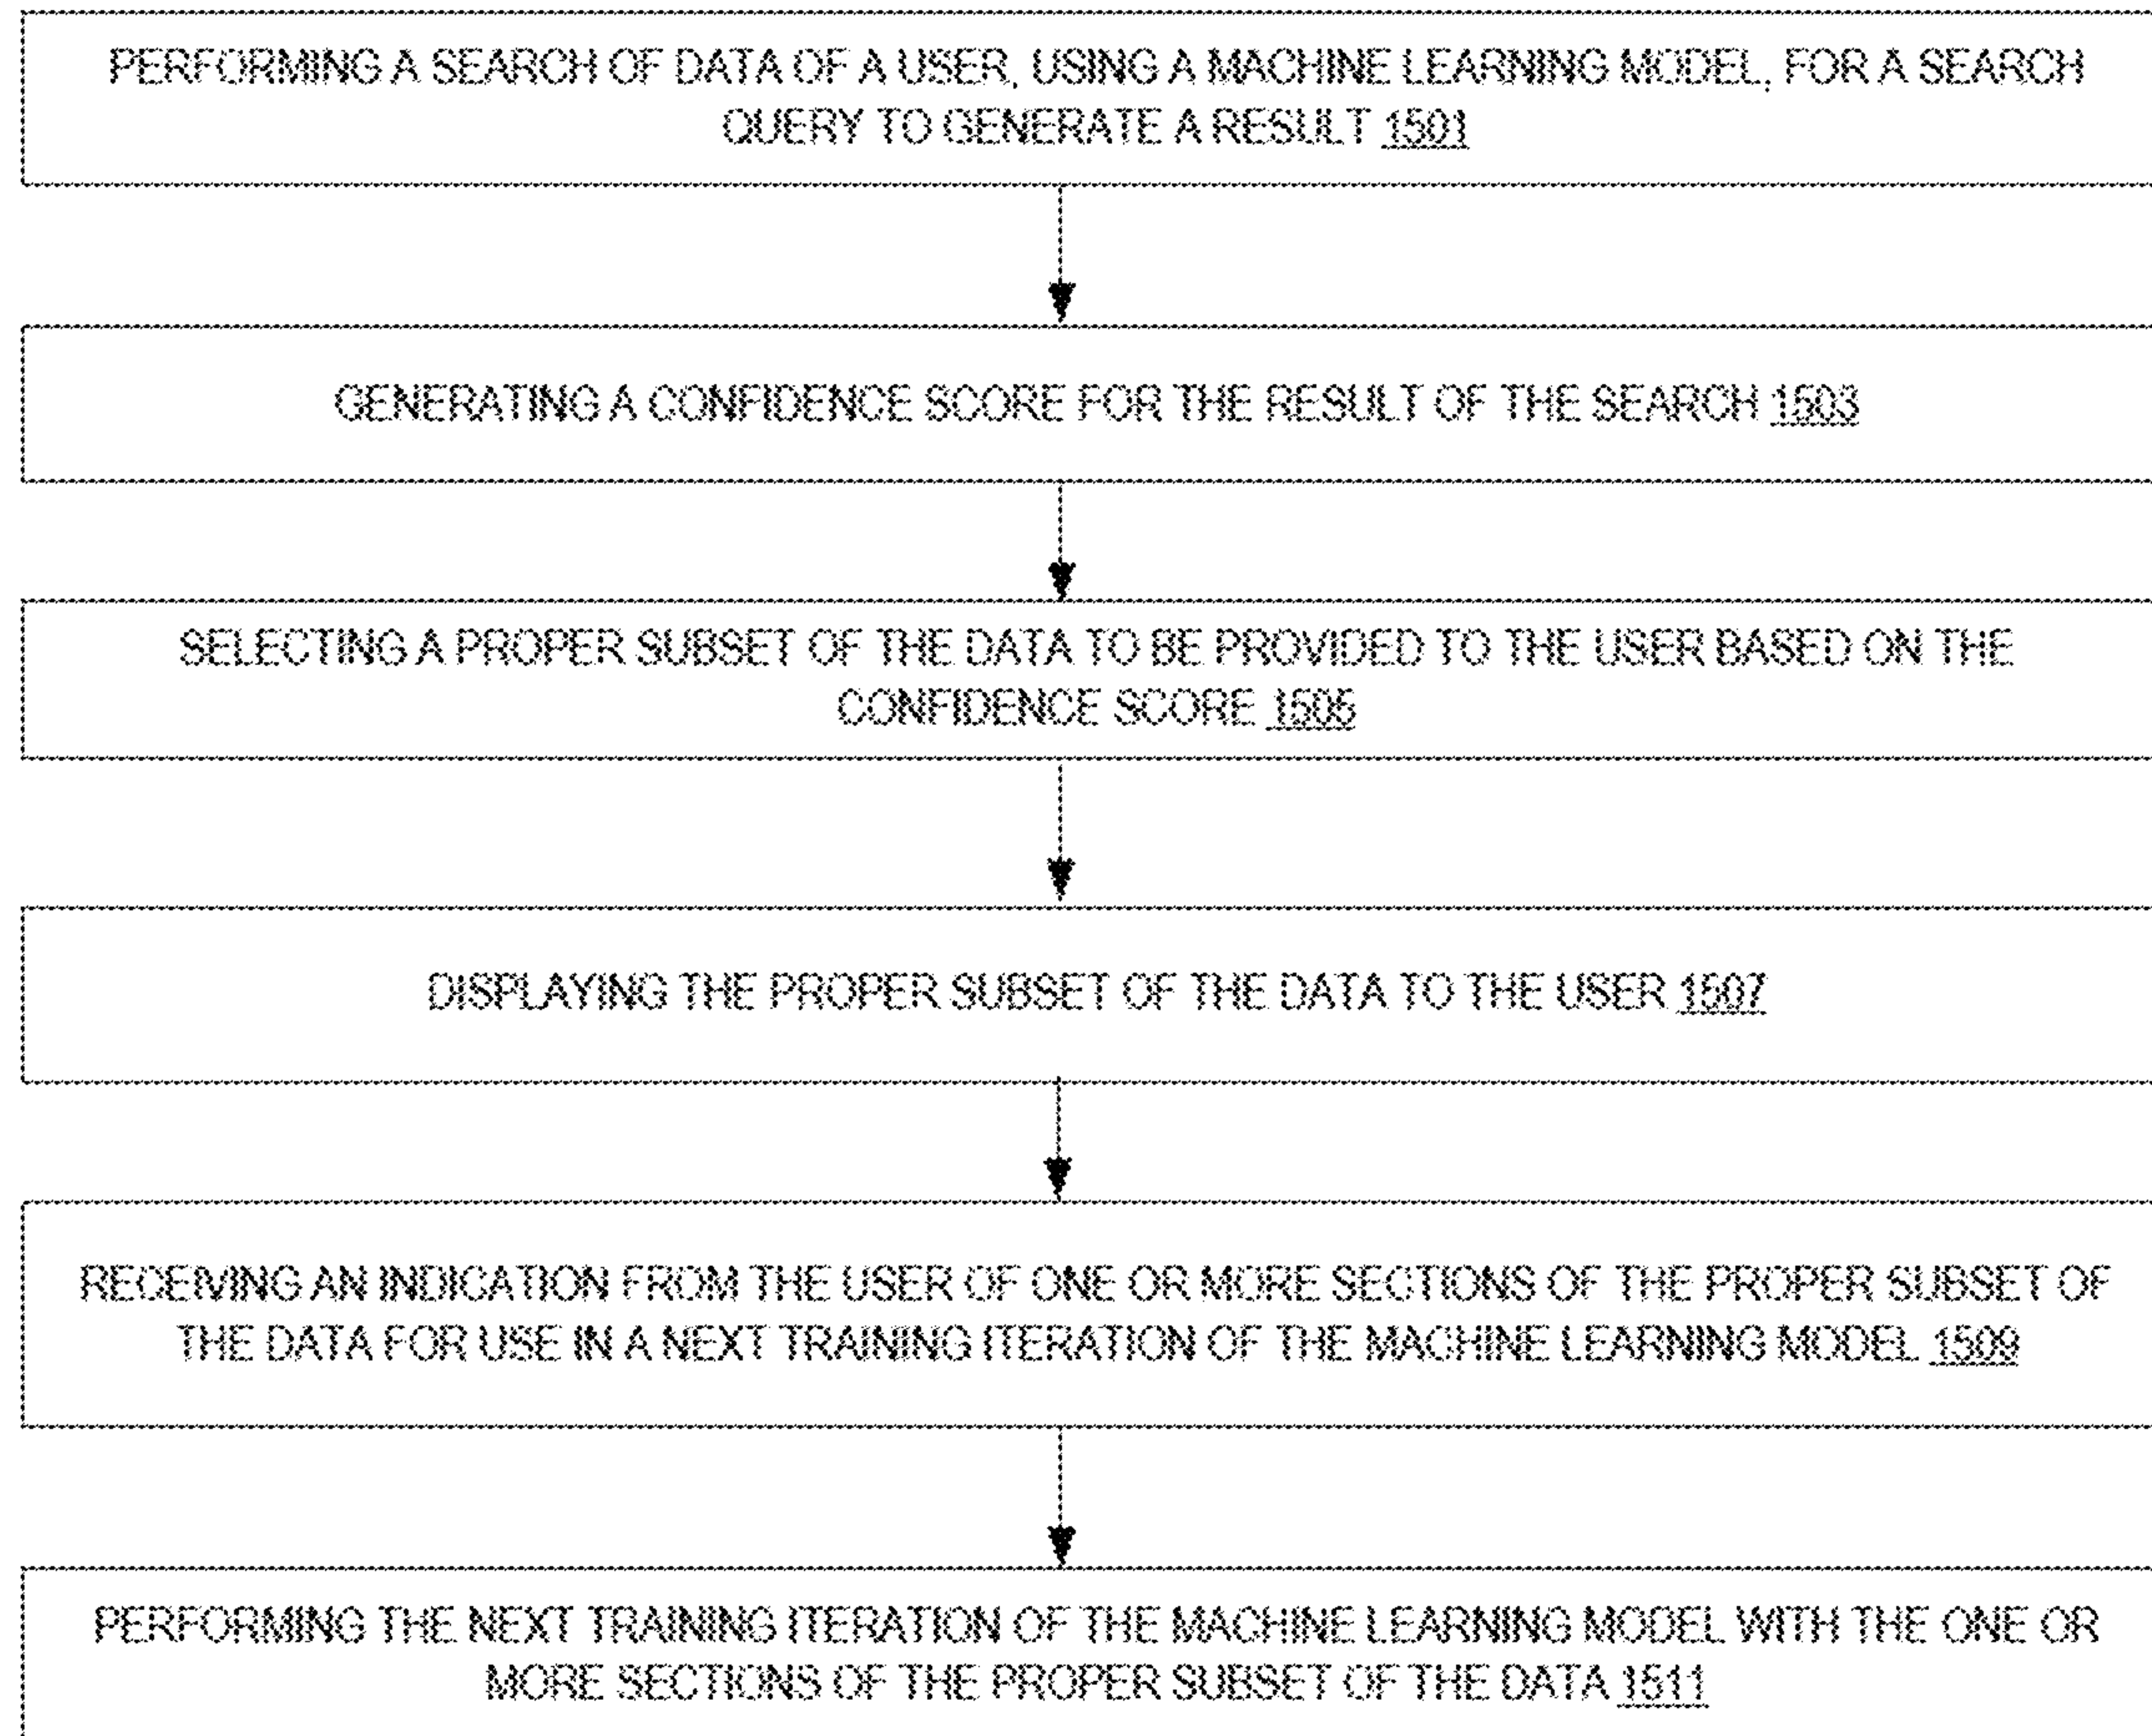 PERFORMING A SEARCH OF DATA OF A USER, USING A MACHINE LEARNING MODEL, FOR A SEARCH
QUERY TO GENERATE A RESULT 1501
GENERATING A CONFIDENCE SCORE FOR THE RESULT OF THE SEARCH 1503
SELECTING A PROPER SUBSET OF THE DATA TO BE PROVIDED TO THE USER BASED ON THE
CONFIDENCE SCORE 1505
DISPLAYING THE PROPER SUBSET OF THE DATA TO THE USER 1507
RECEIVING AN INDICATION FROM THE USER OF ONE OR MORE SECTIONS OF THE PROPER SUBSET OF
THE DATA FOR USE IN A NEXT TRAINING ITERATION OF THE MACHINE LEARNING MODEL 1509
PERFORMING THE NEXT TRAINING ITERATION OF THE MACHINE LEARNING MODEL WITH THE ONE OR
MORE SECTIONS OF THE PROPER SUBSET OF THE DATA 1511